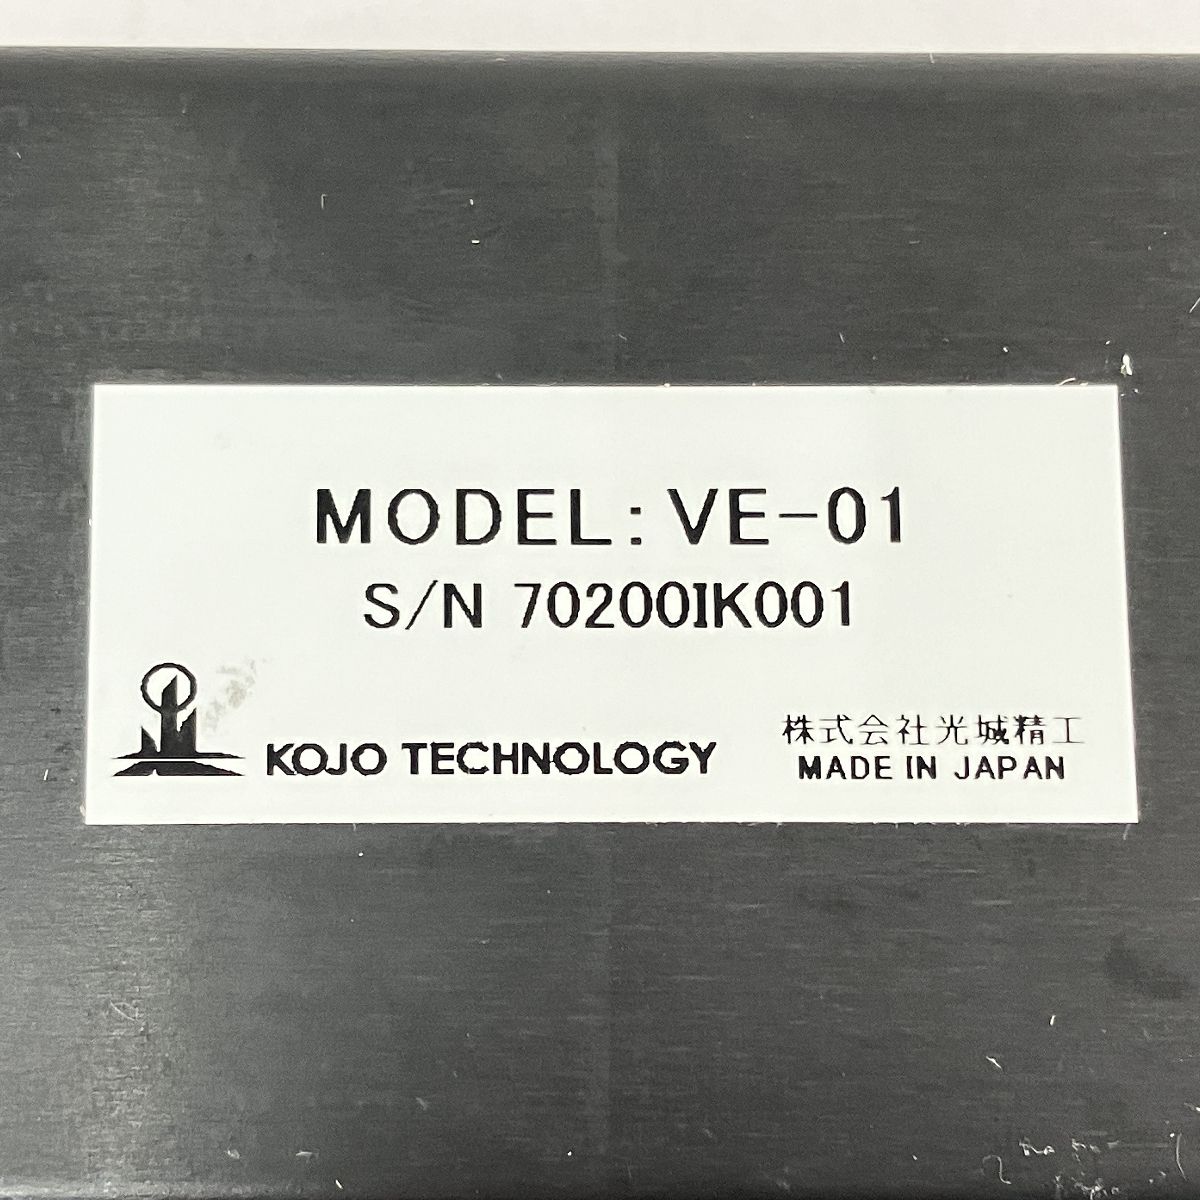 MODEL: VE-01
S/N 70200IK001
KOJO TECHNOLOGY
株式会社光城精工
MADE IN JAPAN